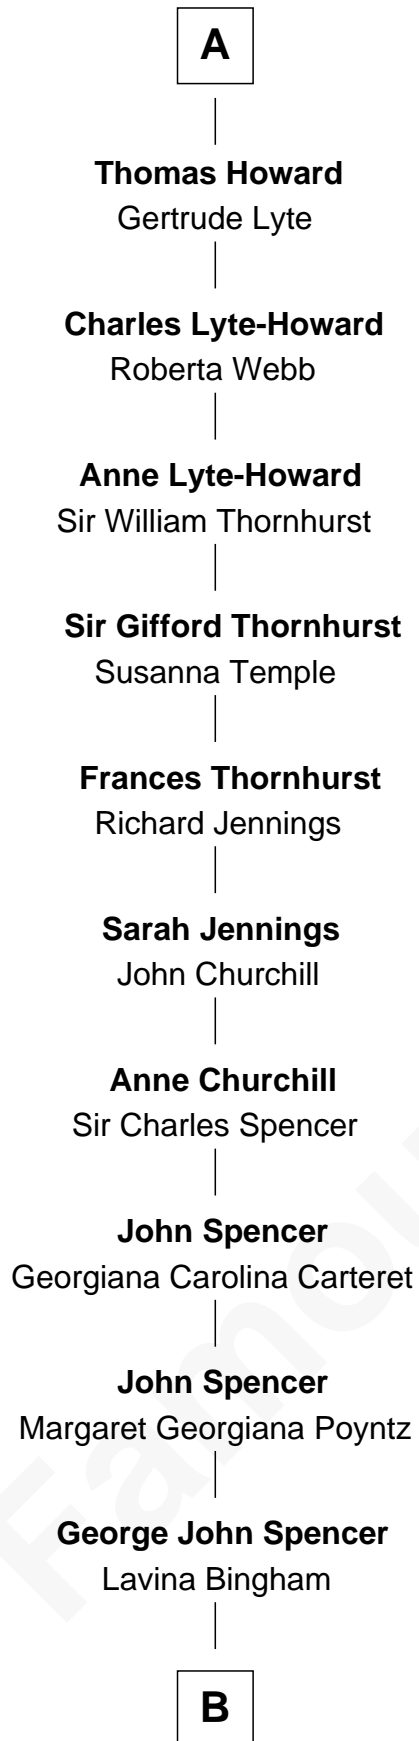 A
Thomas Howard
Gertrude Lyte
Charles Lyte-Howard
Roberta Webb
Anne Lyte-Howard
Sir William Thornhurst
Sir Gifford Thornhurst
Susanna Temple
Frances Thornhurst
Richard Jennings
Sarah Jennings
John Churchill
Anne Churchill
Sir Charles Spencer
John Spencer
Georgiana Carolina Carteret
John Spencer
Margaret Georgiana Poyntz
George John Spencer
Lavina Bingham
B